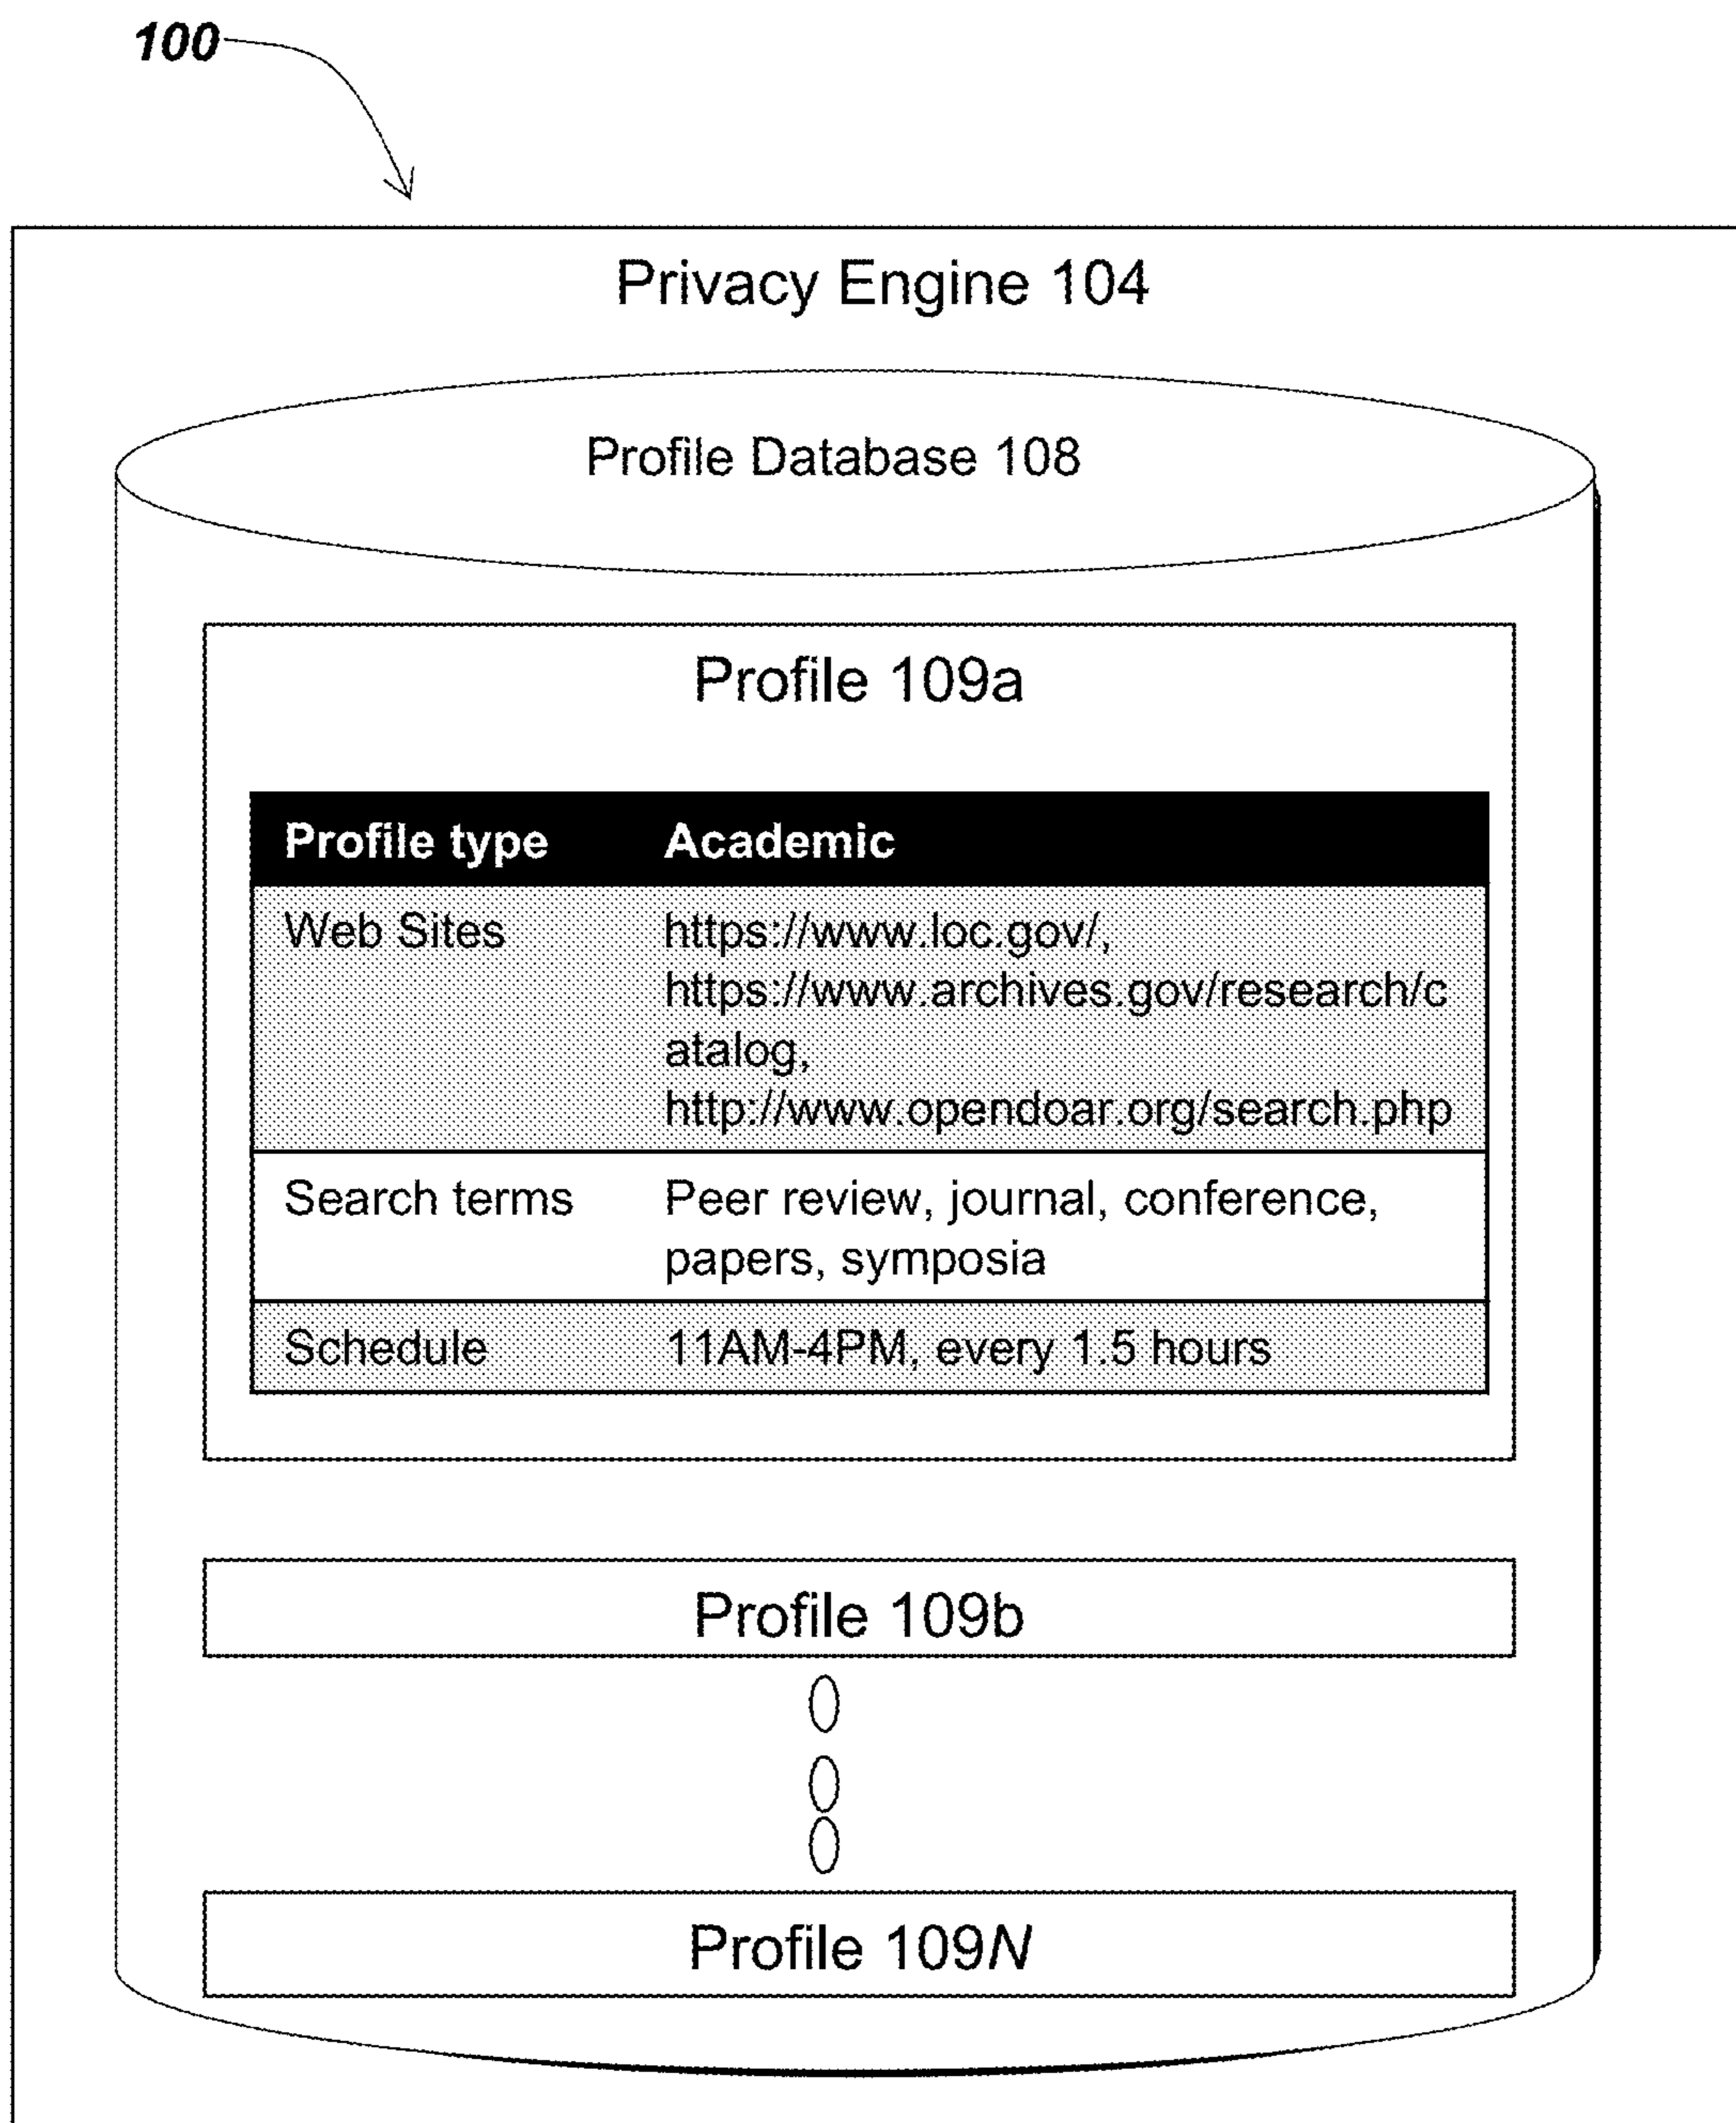 100
Privacy Engine 104
Profile Database 108
Profile 109a
Profile type Academic
Web Sites https://www.loc.gov/,
https://www.archives.gov/research/c
atalog,
http://www.opendoar.org/search.php
Search terms Peer review, journal, conference,
papers, symposia
Schedule 11AM-4PM, every 1.5 hours
Profile 109b
Profile 109N